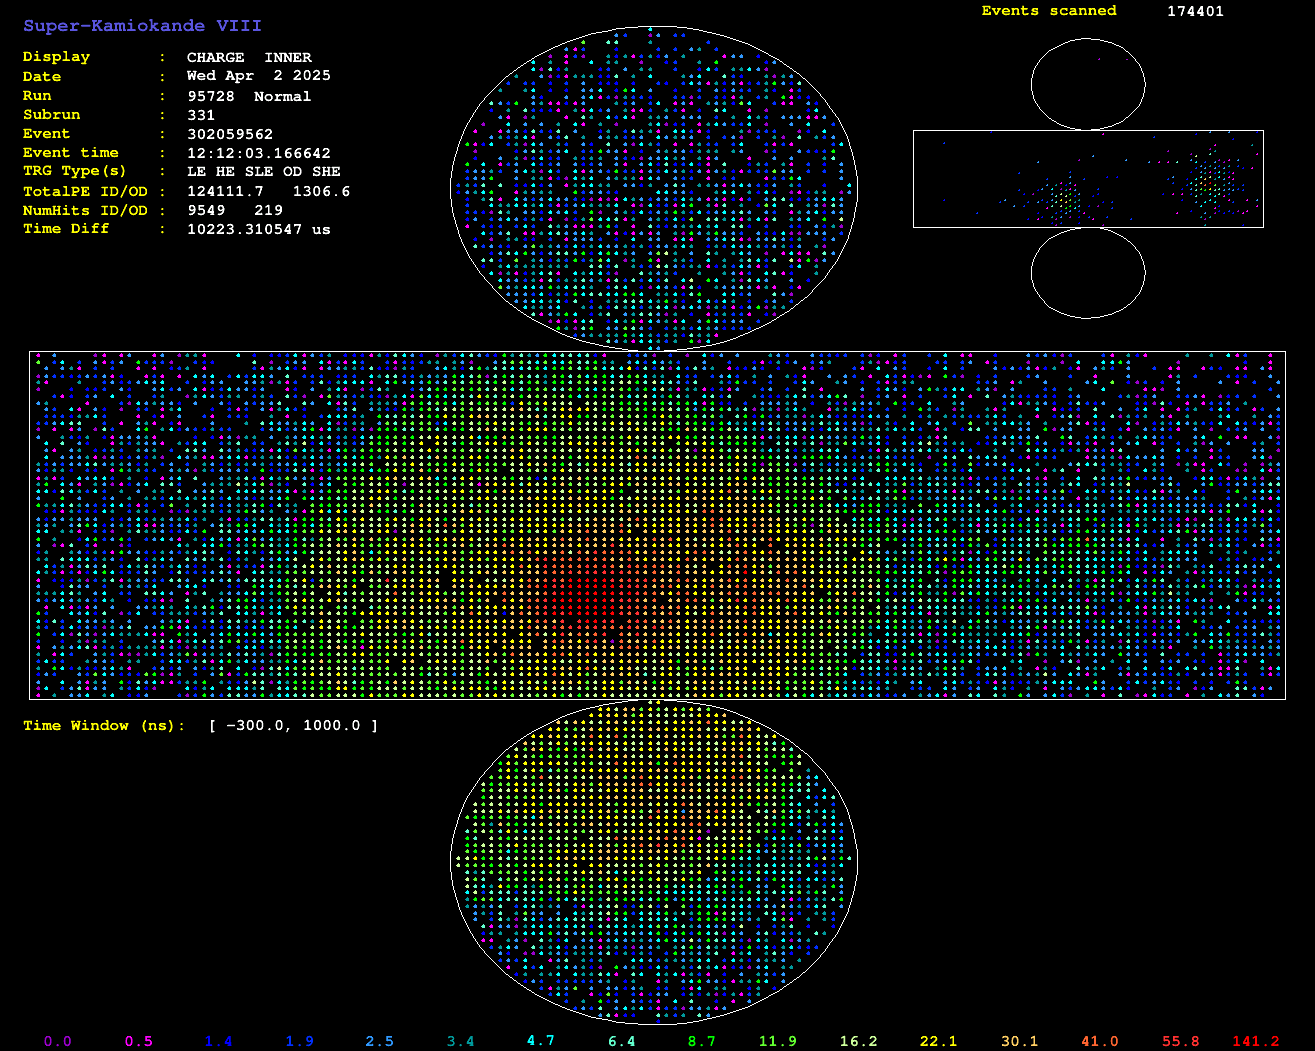 Super-Kamiokande VIII
Events scanned 174401
Display : CHARGE INNER
Date : Wed Apr 2 2025
Run : 95728 Normal
Subrun : 331
Event : 302059562
Event time : 12:12:03.166642
TRG Type(s) : LE HE SLE OD SHE
TotalPE ID/OD : 124111.7 1306.6
NumHits ID/OD : 9549 219
Time Diff : 10223.310547 us
Time Window (ns): [ -300.0, 1000.0 ]
0.0 0.5 1.4 1.9 2.5 3.4 4.7 6.4 8.7 11.9 16.2 22.1 30.1 41.0 55.8 141.2